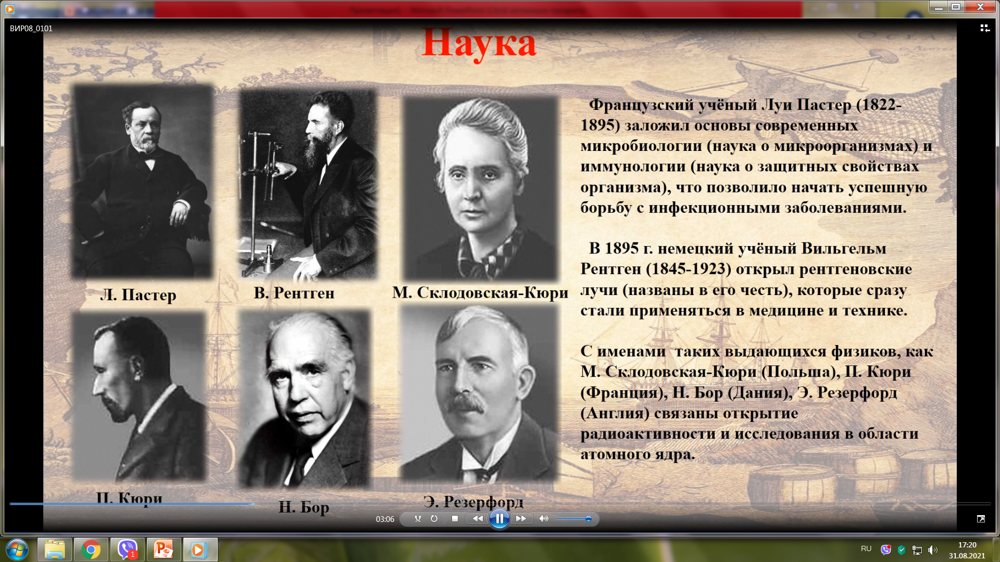 ВИР08_0101
Наука
Л. Пастер
В. Рентген
М. Склодовская-Кюри
П. Кюри
Н. Бор
Э. Резерфорд
Французский учёный Луи Пастер (1822-
1895) заложил основы современных
микробиологии (наука о микроорганизмах) и
иммунологии (наука о защитных свойствах
организма), что позволило начать успешную
борьбу с инфекционными заболеваниями.
В 1895 г. немецкий учёный Вильгельм
Рентген (1845-1923) открыл рентгеновские
лучи (названы в его честь), которые сразу
стали применяться в медицине и технике.
С именами таких выдающихся физиков, как
М. Склодовская-Кюри (Польша), П. Кюри
(Франция), Н. Бор (Дания), Э. Резерфорд
(Англия) связаны открытие
радиоактивности и исследования в области
атомного ядра.
03:06
1
RU
17:20
31.08.2021